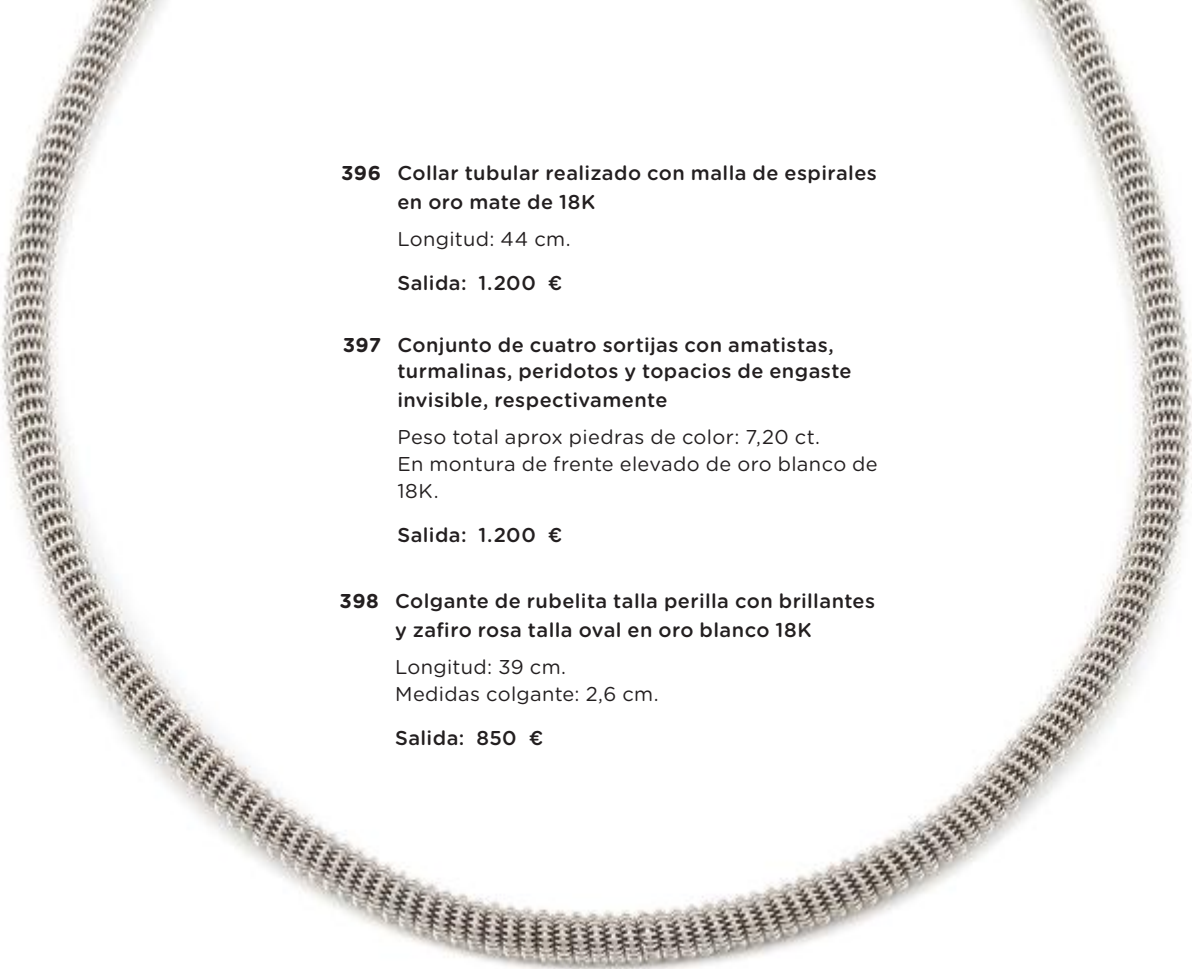 396 Collar tubular realizado con malla de espirales
en oro mate de 18K
Longitud: 44 cm.
Salida: 1.200 €
397 Conjunto de cuatro sortijas con amatistas,
turmalinas, peridotos y topacios de engaste
invisible, respectivamente
Peso total aprox piedras de color: 7,20 ct.
En montura de frente elevado de oro blanco de
18K.
Salida: 1.200 €
398 Colgante de rubelita talla perilla con brillantes
y zafiro rosa talla oval en oro blanco 18K
Longitud: 39 cm.
Medidas colgante: 2,6 cm.
Salida: 850 €